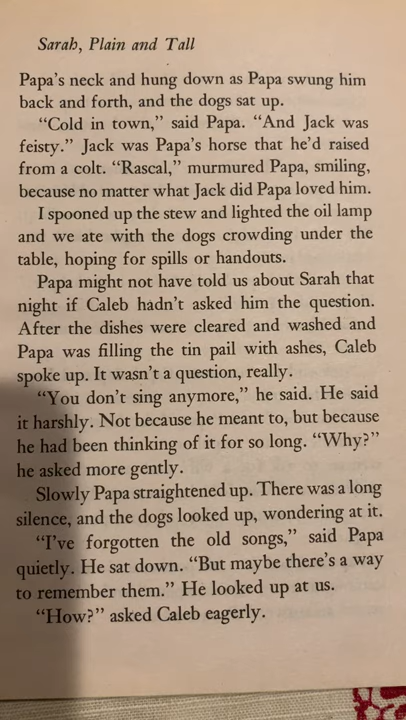 Sarah, Plain and Tall
Papa's neck and hung down as Papa swung him
back and forth, and the dogs sat up.
"Cold in town," said Papa. "And Jack was
feisty." Jack was Papa's horse that he'd raised
from a colt. "Rascal," murmured Papa, smiling,
because no matter what Jack did Papa loved him.
I spooned up the stew and lighted the oil lamp
and we ate with the dogs crowding under the
table, hoping for spills or handouts.
Papa might not have told us about Sarah that
night if Caleb hadn't asked him the question.
After the dishes were cleared and washed and
Papa was filling the tin pail with ashes, Caleb
spoke up. It wasn't a question, really.
"You don't sing anymore," he said. He said
it harshly. Not because he meant to, but because
he had been thinking of it for so long. "Why?"
he asked more gently.
Slowly Papa straightened up. There was a long
silence, and the dogs looked up, wondering at it.
"I've forgotten the old songs," said Papa
quietly. He sat down. "But maybe there's a way
to remember them." He looked up at us.
"How?" asked Caleb eagerly.